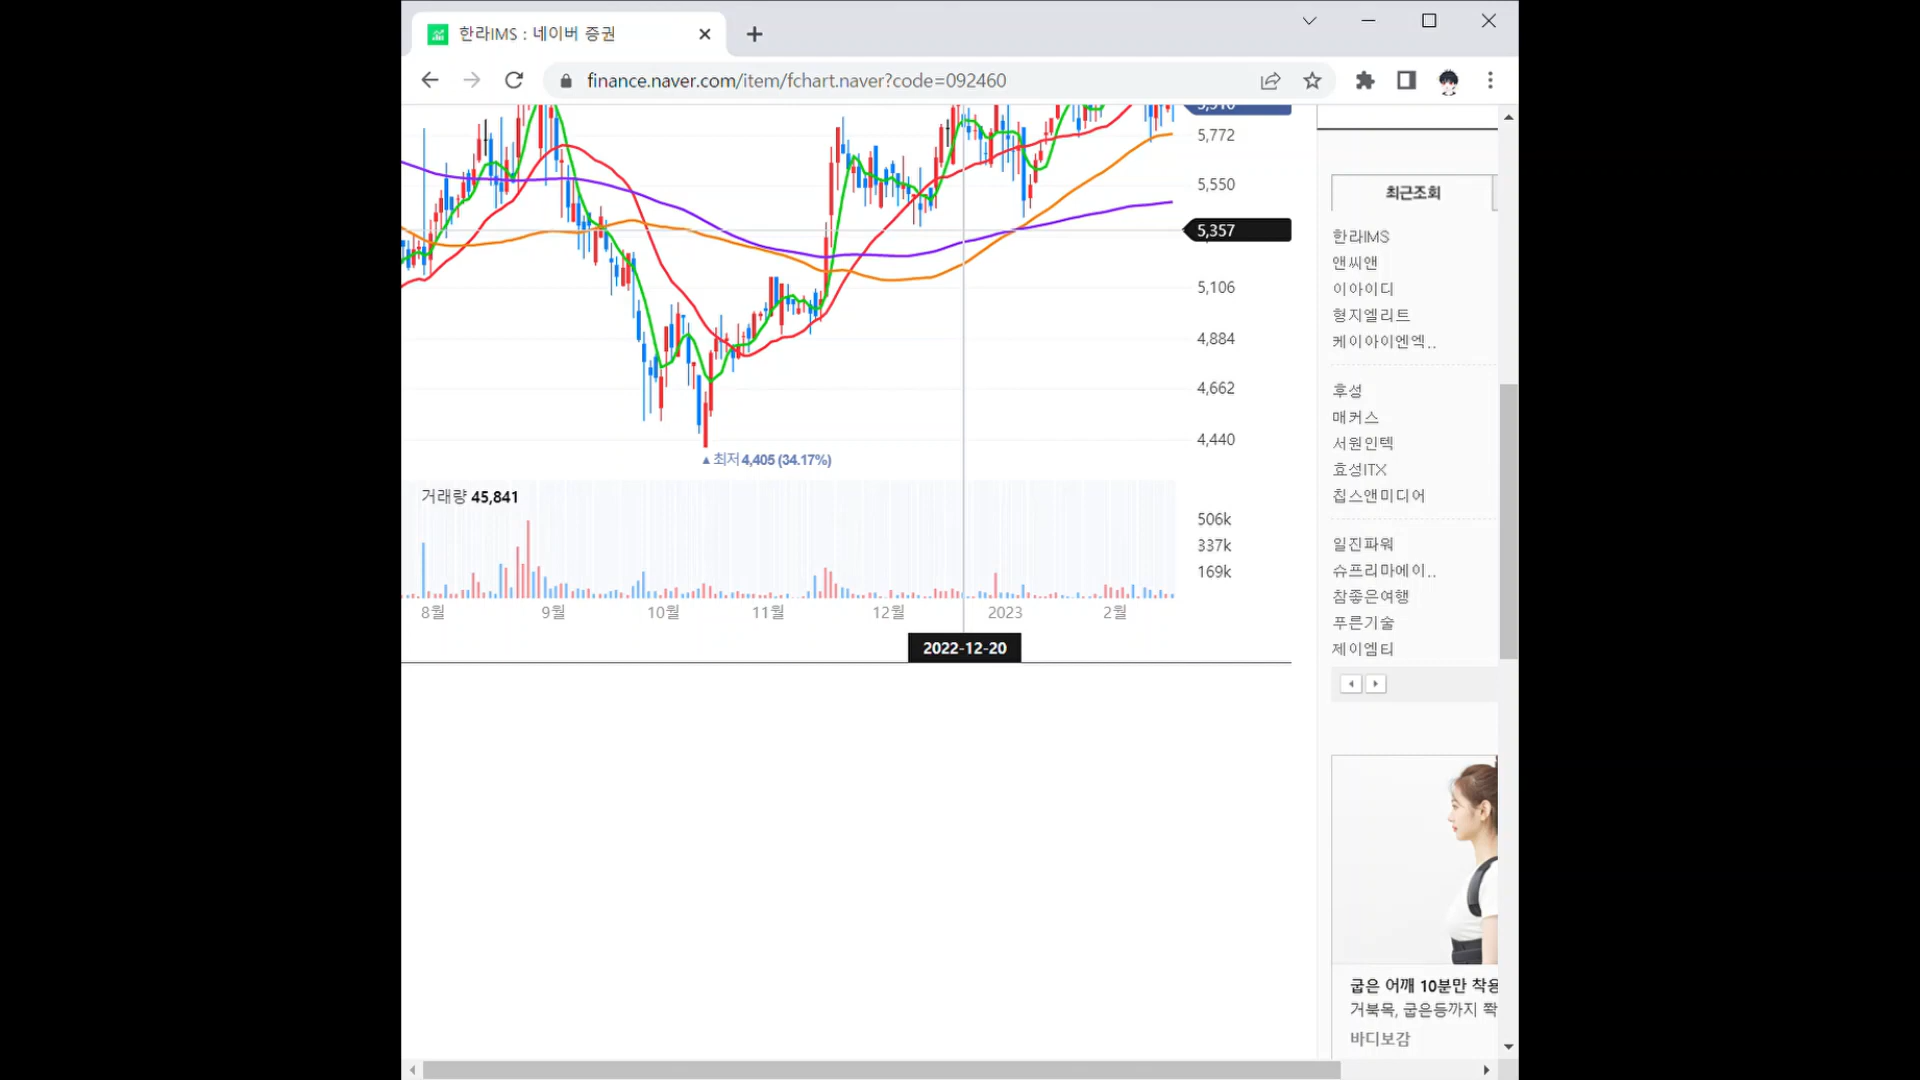 한라IMS : 네이버 증권
finance.naver.com/item/fchart.naver?code=092460
5,772
5,550
5,357
5,106
4,884
4,662
4,440
▲최저 4,405 (34.17%)
거래량 45,841
506k
337k
169k
8월 9월 10월 11월 12월 2023 2월
2022-12-20
최근조회
한라IMS
앤씨앤
이아이디
형지엘리트
케이아이엔엑..
후성
매커스
서원인텍
효성ITX
칩스앤미디어
일진파워
슈프리마에이..
참좋은여행
푸른기술
제이엠티
굽은 어깨 10분만 착용
거북목, 굽은등까지 쫙
바디보감